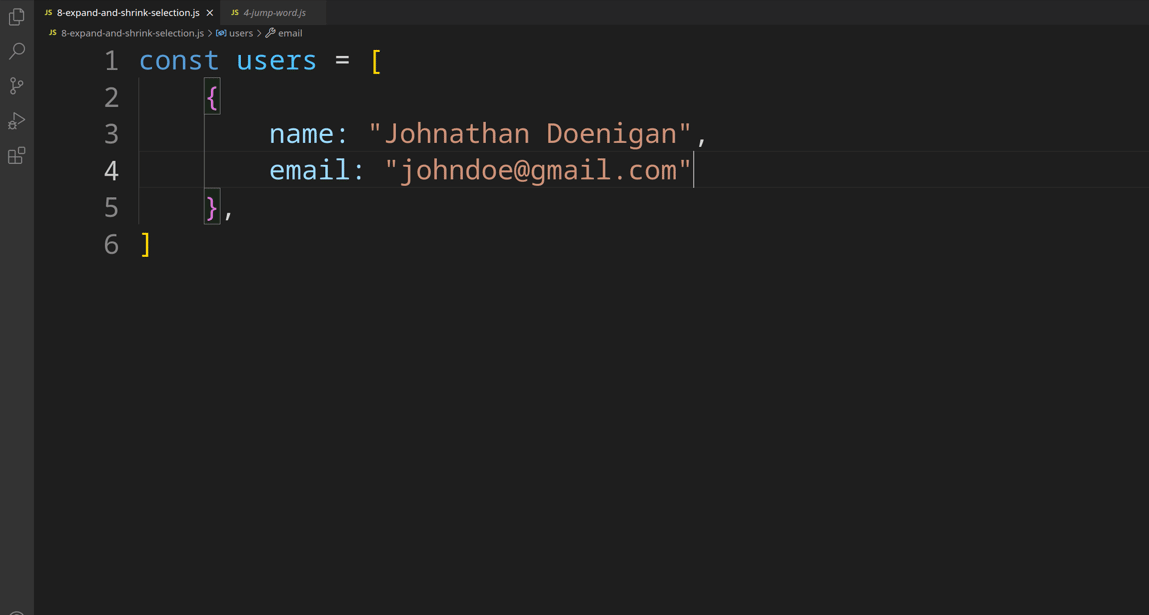 JS 8-expand-and-shrink-selection.js × JS 4-jump-word.js
JS 8-expand-and-shrink-selection.js > users > email
1 const users = [
2 {
3 name: "Johnathan Doenigan",
4 email: "johndoe@gmail.com"
5 },
6 ]